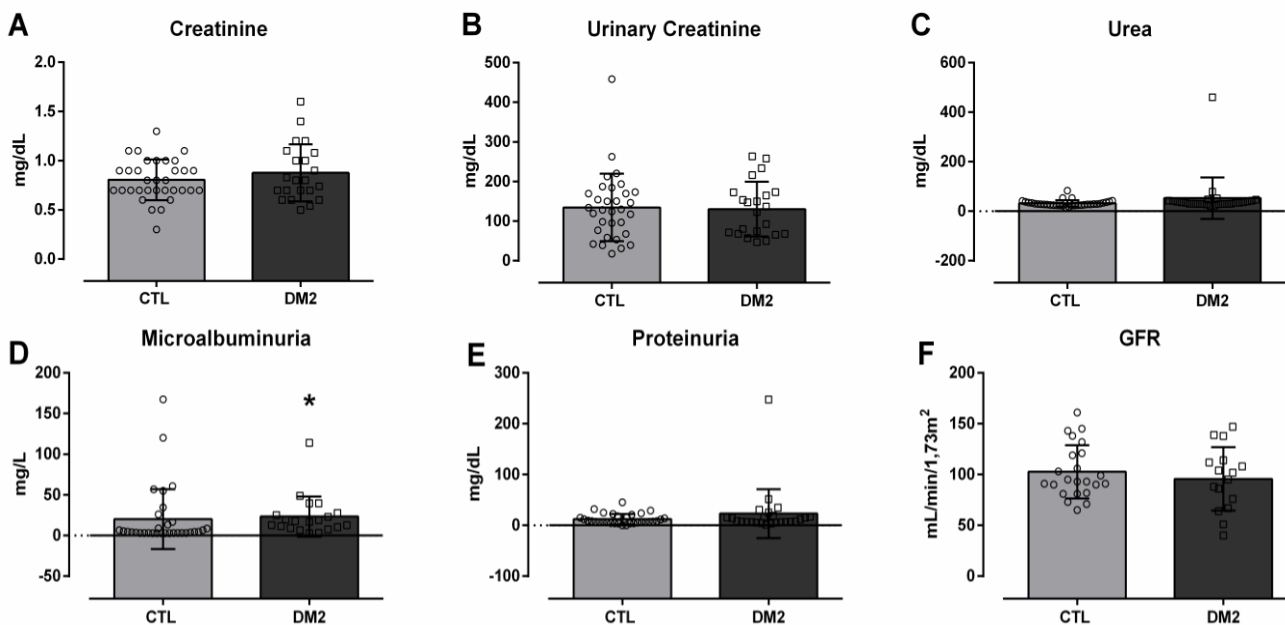 A
Creatinine
mg/dL
2.0
1.5
1.0
0.5
0.0
CTL
DM2
B
Urinary Creatinine
mg/dL
500
400
300
200
100
0
CTL
DM2
C
Urea
mg/dL
600
400
200
0
-200
CTL
DM2
D
Microalbuminuria
mg/L
200
150
100
50
0
-50
*
CTL
DM2
E
Proteinuria
mg/dL
300
200
100
0
-100
CTL
DM2
F
GFR
mL/min/1,73m²
200
150
100
50
0
CTL
DM2